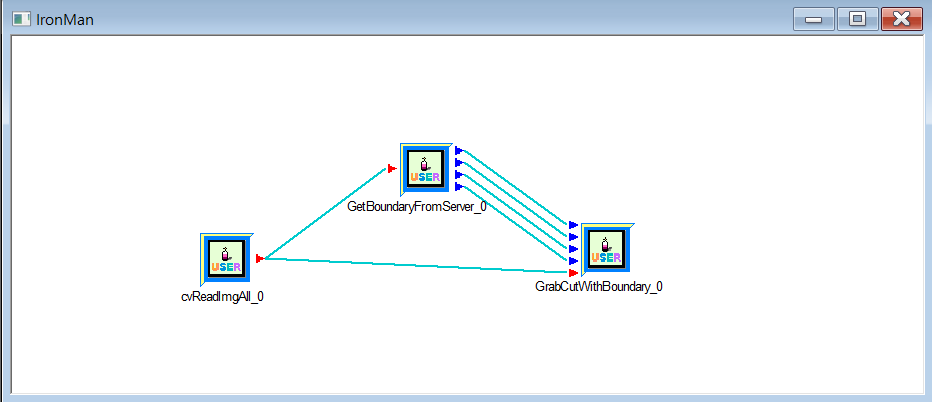 IronMan
USER
GetBoundaryFromServer_0
USER
cvReadImgAll_0
USER
GrabCutWithBoundary_0